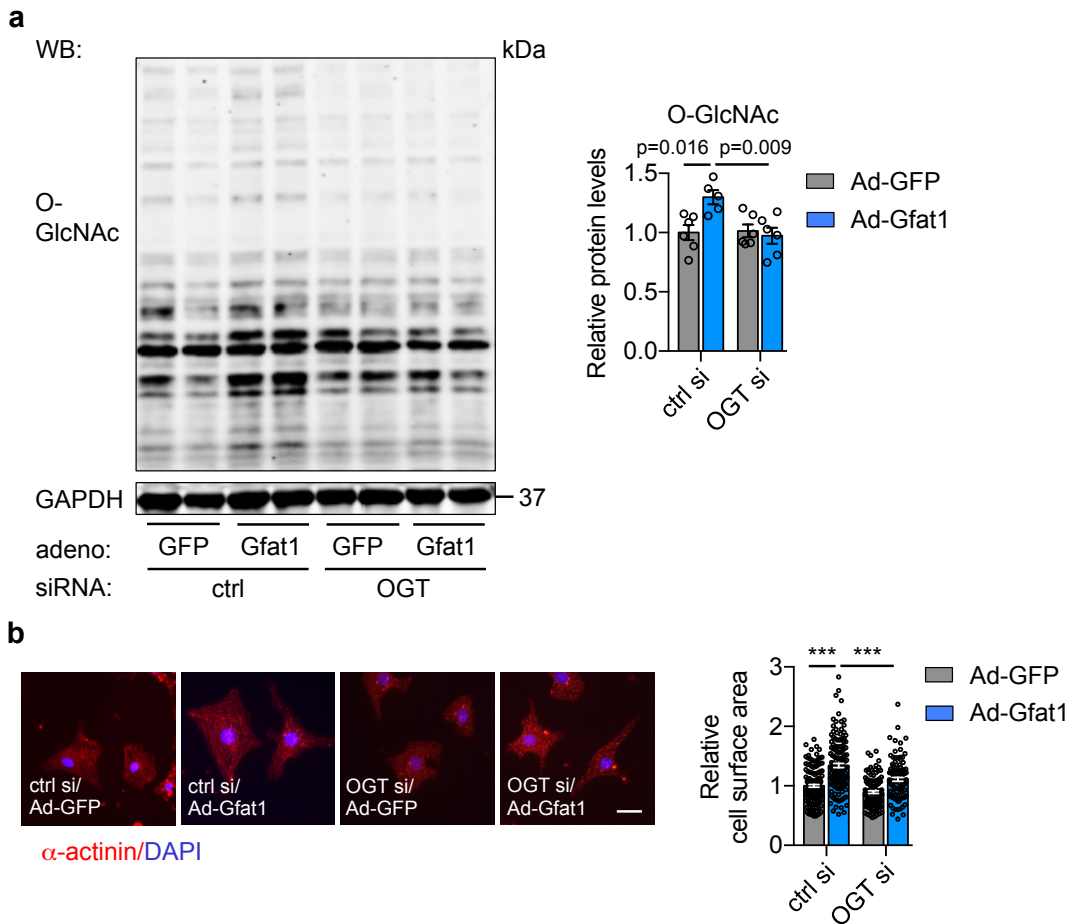 a
WB:
kDa
O-
GlcNAc
GAPDH
37
adeno:
GFP
Gfat1
GFP
Gfat1
siRNA:
ctrl
OGT
O-GlcNAc
p=0.016
p=0.009
Relative protein levels
1.5
1.0
1.0
0.0
ctrl si
OGT si
Ad-GFP
Ad-Gfat1
b
ctrl si/
Ad-GFP
ctrl si/
Ad-Gfat1
OGT si/
Ad-GFP
OGT si/
Ad-Gfat1
α-actinin/DAPI
Relative
cell surface area
***
***
3
2
1
0
ctrl si
OGT si
Ad-GFP
Ad-Gfat1